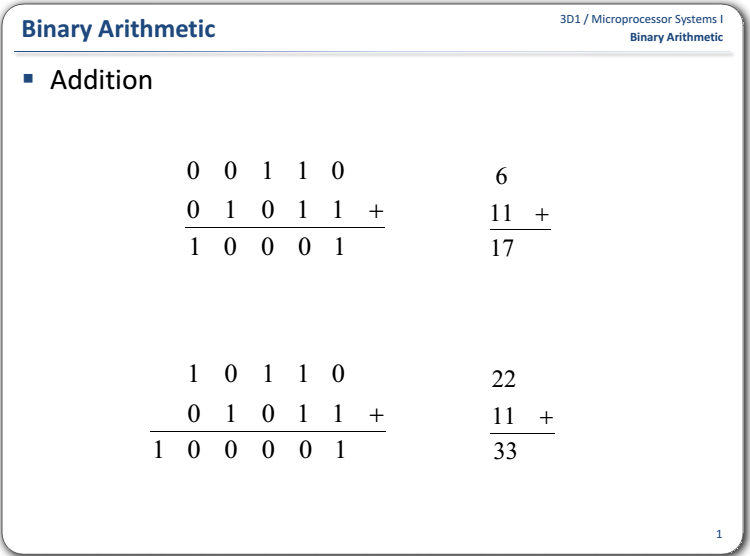 Binary Arithmetic
3D1 / Microprocessor Systems I
Binary Arithmetic
Addition
0 0 1 1 0
0 1 0 1 1 +
1 0 0 0 1
6
11 +
17
1 0 1 1 0
0 1 0 1 1 +
1 0 0 0 0 1
22
11 +
33
1